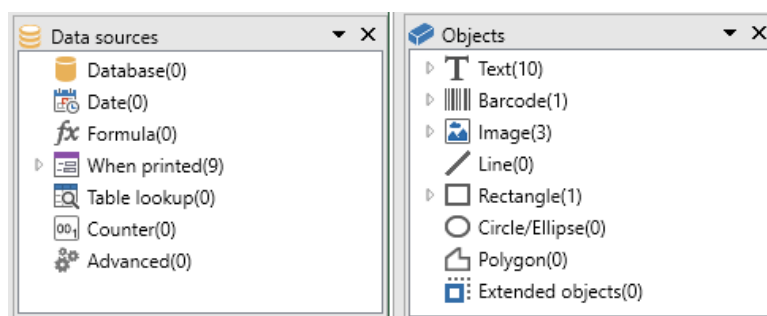 Data sources
Database(0)
Date(0)
Formula(0)
When printed(9)
Table lookup(0)
Counter(0)
Advanced(0)
Objects
Text(10)
Barcode(1)
Image(3)
Line(0)
Rectangle(1)
Circle/Ellipse(0)
Polygon(0)
Extended objects(0)